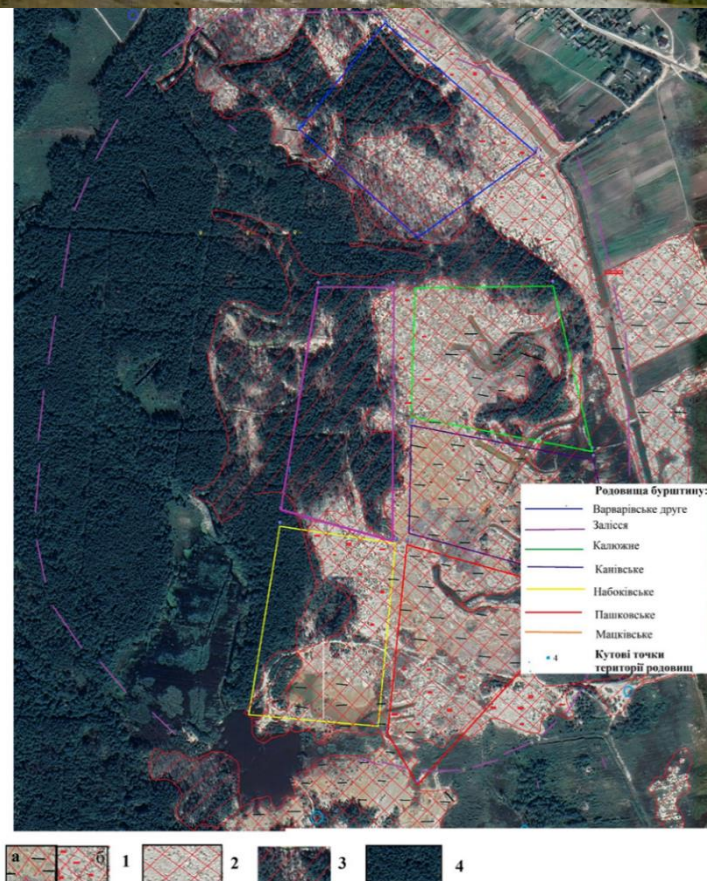 Родовища бурштину:
Варварівське друге
Залісся
Калюжне
Канівське
Набоківське
Пашковське
Мацківське
4 Кутові точки
території родовищ
а б 1 2 3 4